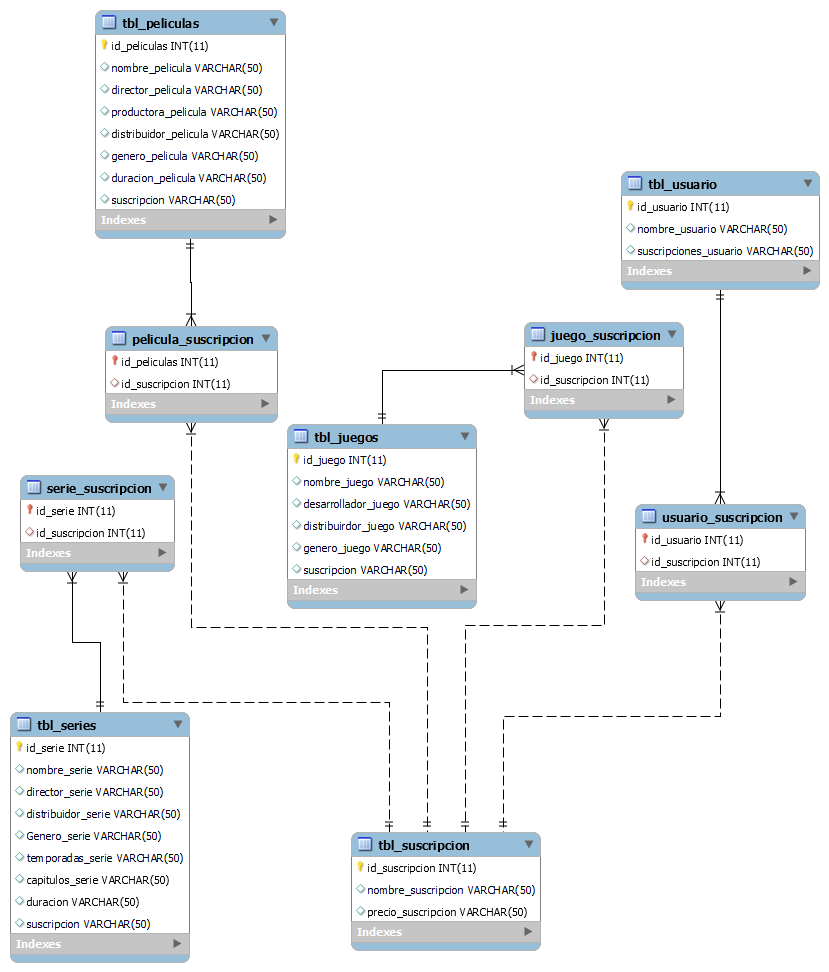 tbl_peliculas
id_peliculas INT(11)
nombre_pelicula VARCHAR(50)
director_pelicula VARCHAR(50)
productora_pelicula VARCHAR(50)
distribuidor_pelicula VARCHAR(50)
genero_pelicula VARCHAR(50)
duracion_pelicula VARCHAR(50)
suscripcion VARCHAR(50)
Indexes
tbl_usuario
id_usuario INT(11)
nombre_usuario VARCHAR(50)
suscripciones_usuario VARCHAR(50)
Indexes
pelicula_suscripcion
id_peliculas INT(11)
id_suscripcion INT(11)
Indexes
juego_suscripcion
id_juego INT(11)
id_suscripcion INT(11)
Indexes
tbl_juegos
id_juego INT(11)
nombre_juego VARCHAR(50)
desarrollador_juego VARCHAR(50)
distribuirdor_juego VARCHAR(50)
genero_juego VARCHAR(50)
suscripcion VARCHAR(50)
Indexes
serie_suscripcion
id_serie INT(11)
id_suscripcion INT(11)
Indexes
usuario_suscripcion
id_usuario INT(11)
id_suscripcion INT(11)
Indexes
tbl_series
id_serie INT(11)
nombre_serie VARCHAR(50)
director_serie VARCHAR(50)
distribuidor_serie VARCHAR(50)
Genero_serie VARCHAR(50)
temporadas_serie VARCHAR(50)
capitulos_serie VARCHAR(50)
duracion VARCHAR(50)
suscripcion VARCHAR(50)
Indexes
tbl_suscripcion
id_suscripcion INT(11)
nombre_suscripcion VARCHAR(50)
precio_suscripcion VARCHAR(50)
Indexes